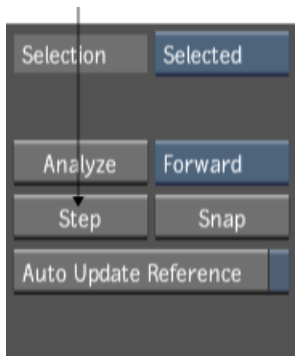 Selection Selected
Analyze Forward
Step Snap
Auto Update Reference